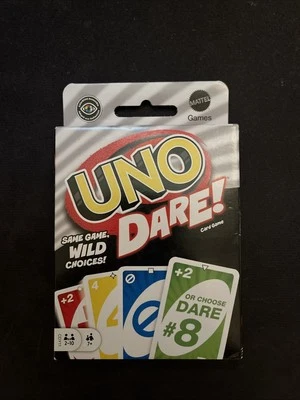 MATTEL
Games
UNO
DARE!
Card Game
SAME GAME.
WILD
CHOICES!
+2
4
+2
OR CHOOSE
DARE
#8
2-10
7+